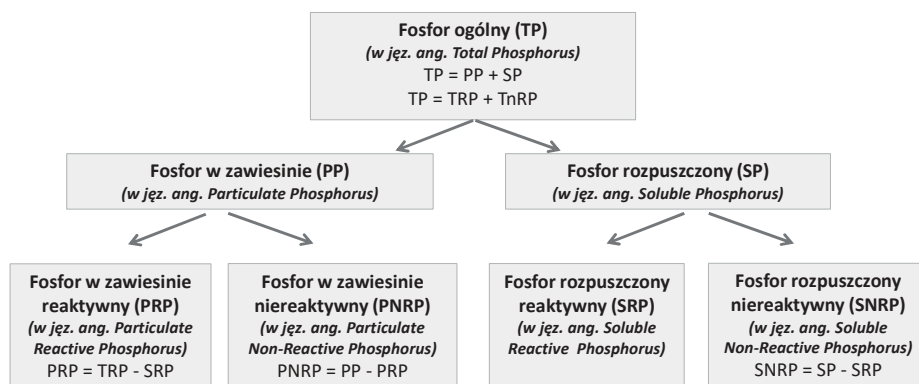 Fosfor ogólny (TP)
(w jęz. ang. Total Phosphorus)
TP = PP + SP
TP = TRP + TnRP
Fosfor w zawiesinie (PP)
(w jęz. ang. Particulate Phosphorus)
Fosfor rozpuszczony (SP)
(w jęz. ang. Soluble Phosphorus)
Fosfor w zawiesinie
reaktywny (PRP)
(w jęz. ang. Particulate
Reactive Phosphorus)
PRP = TRP - SRP
Fosfor w zawiesinie
niereaktywny (PNRP)
(w jęz. ang. Particulate
Non-Reactive Phosphorus)
PNRP = PP - PRP
Fosfor rozpuszczony
reaktywny (SRP)
(w jęz. ang. Soluble
Reactive Phosphorus)
Fosfor rozpuszczony
niereaktywny (SNRP)
(w jęz. ang. Soluble
Non-Reactive Phosphorus)
SNRP = SP - SRP